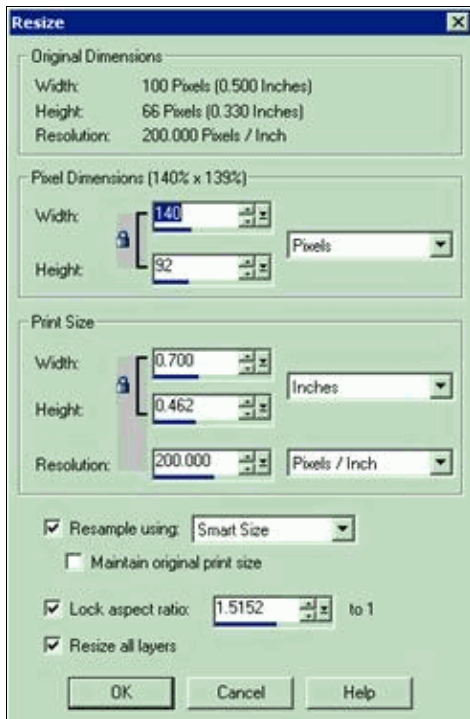 Resize
Original Dimensions
Width: 100 Pixels (0.500 Inches)
Height: 66 Pixels (0.330 Inches)
Resolution: 200.000 Pixels / Inch
Pixel Dimensions (140% x 139%)
Width: 140
Pixels
Height: 92
Print Size
Width: 0.700
Inches
Height: 0.462
Resolution: 200.000 Pixels / Inch
Resample using: Smart Size
Maintain original print size
Lock aspect ratio: 1.5152 to 1
Resize all layers
OK Cancel Help